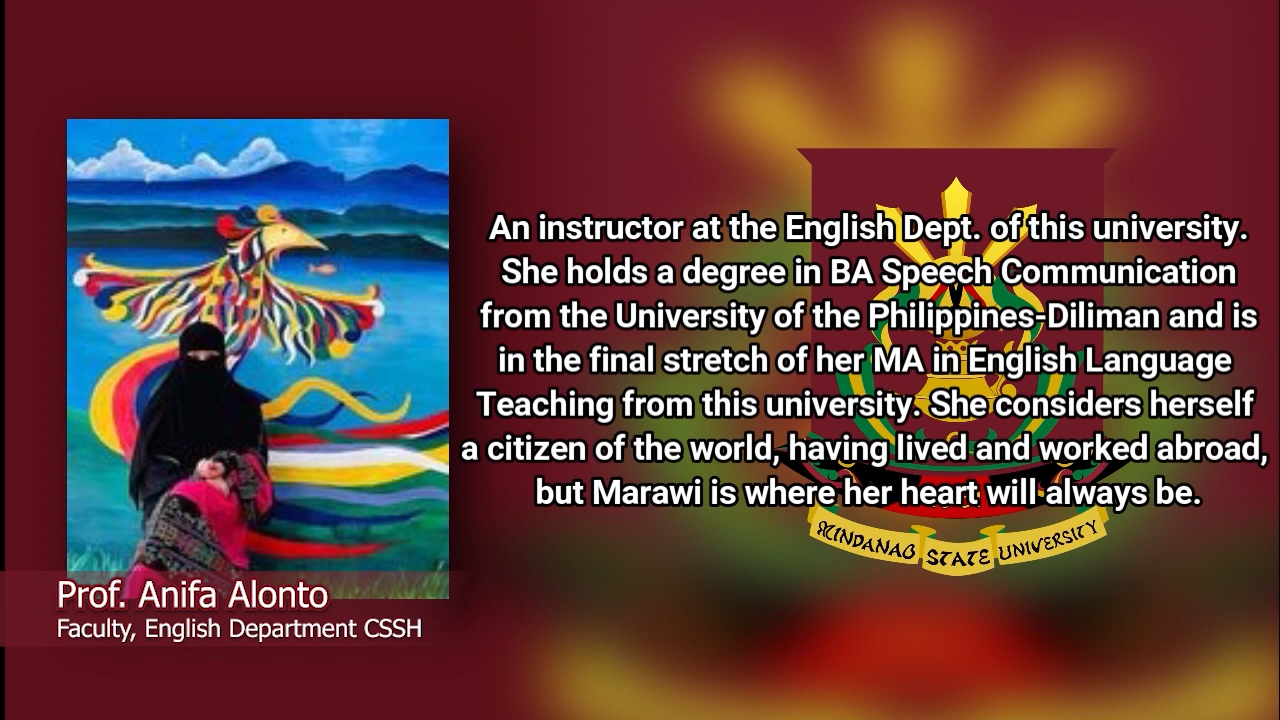 An instructor at the English Dept. of this university.
She holds a degree in BA Speech Communication
from the University of the Philippines-Diliman and is
in the final stretch of her MA in English Language
Teaching from this university. She considers herself
a citizen of the world, having lived and worked abroad,
but Marawi is where her heart will always be.
MINDANAO STATE UNIVERSITY
Prof. Anifa Alonto
Faculty, English Department CSSH